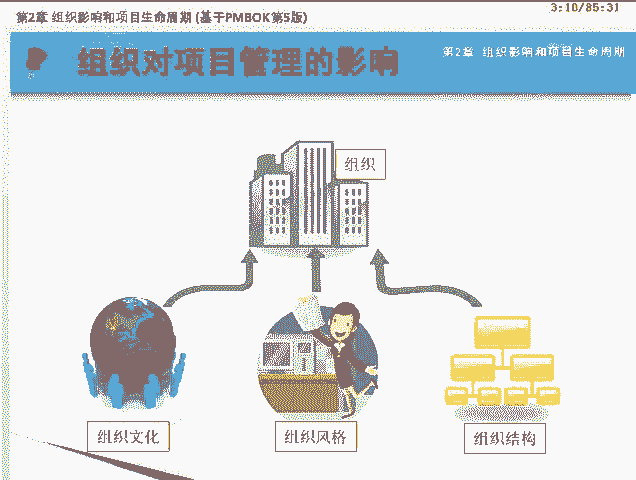 第2章 组织影响和项目生命周期 (基于PMBOK第5版)
3:10/85:31
组织对项目管理的影响
第2章 组织影响和项目生命周期
组织
组织文化
组织风格
组织结构